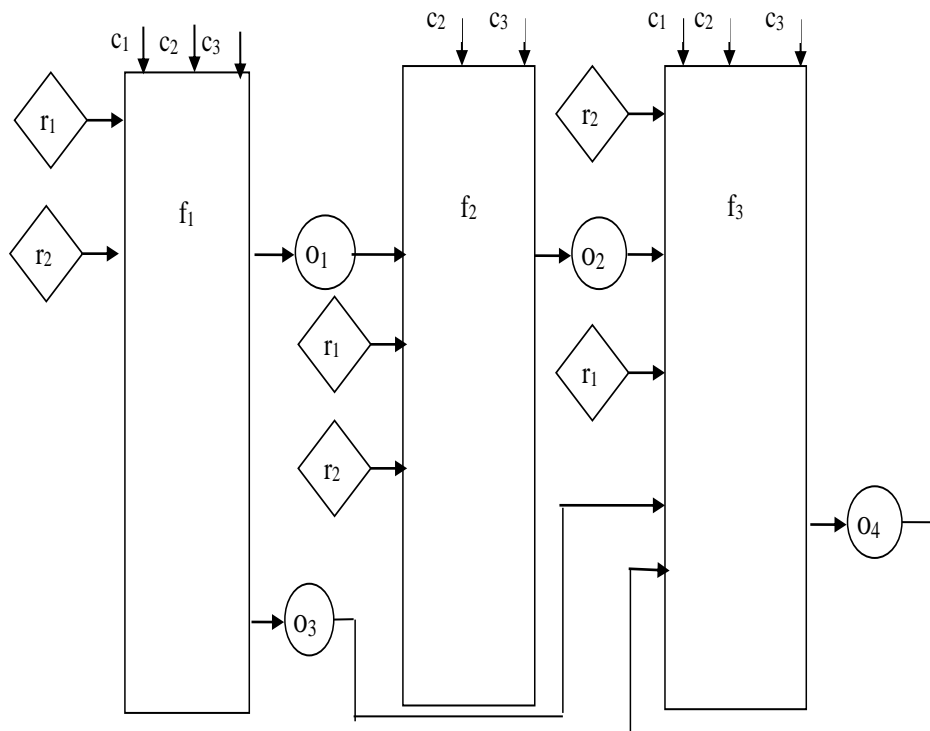 c₁ c₂ c₃
c₂ c₃
c₁ c₂ c₃
r₁
r₂
r₂
f₁
f₂
f₃
o₁
o₂
r₁
r₁
r₂
o₄
o₃